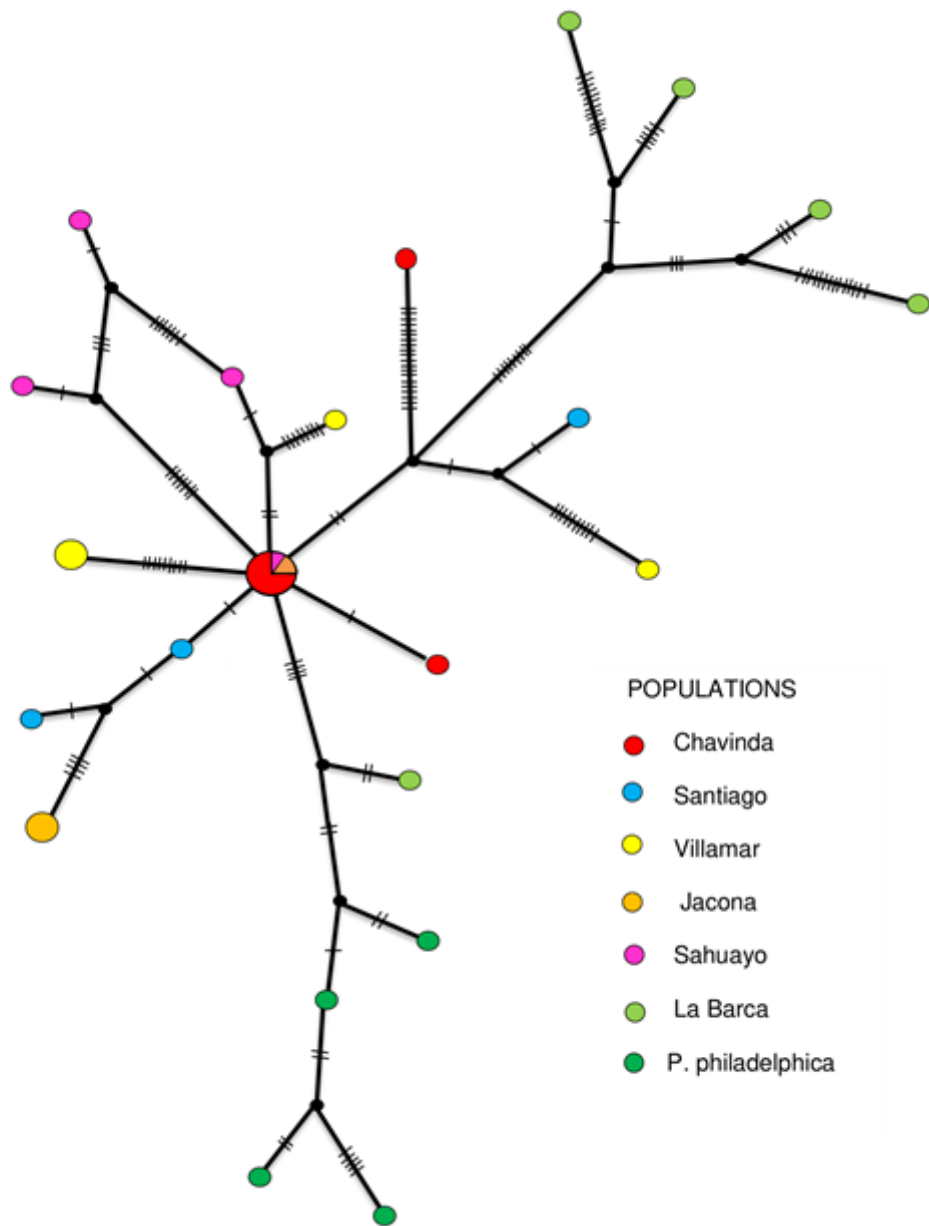 POPULATIONS
Chavinda
Santiago
Villamar
Jacona
Sahuayo
La Barca
P. philadelphica